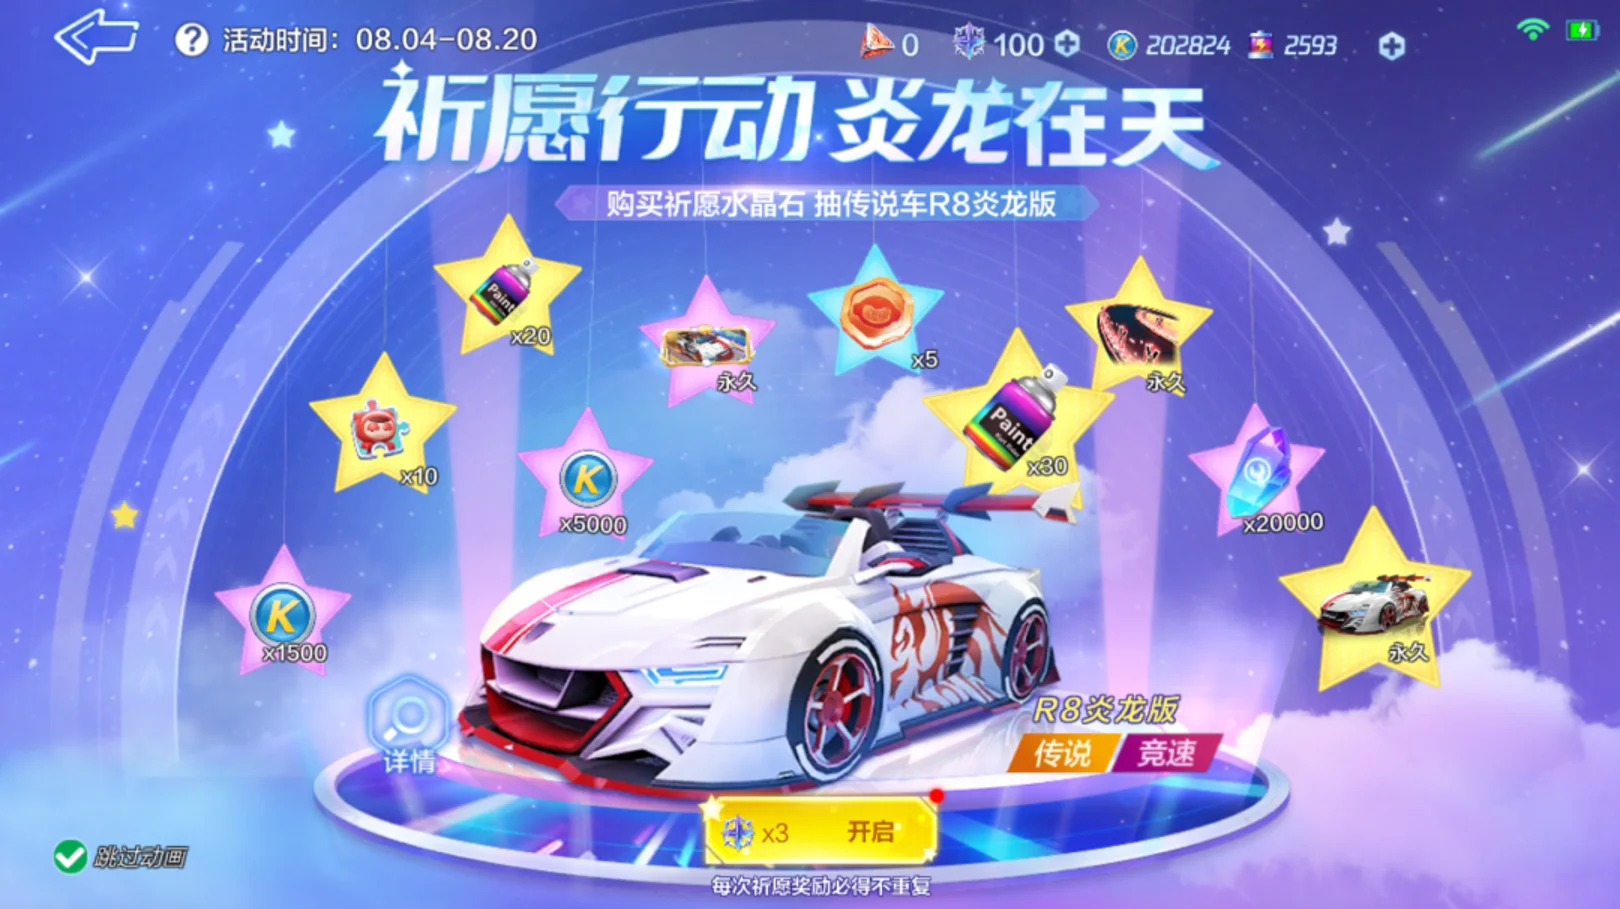 活动时间：08.04-08.20
0
100
202824
2593
祈愿行动 炎龙在天
购买祈愿水晶石 抽传说车R8炎龙版
Paint
x20
永久
x5
永久
x10
K
x5000
Paint
x30
x20000
K
x1500
永久
R8炎龙版
传说 竞速
详情
x3 开启
跳过动画
每次祈愿奖励必得不重复